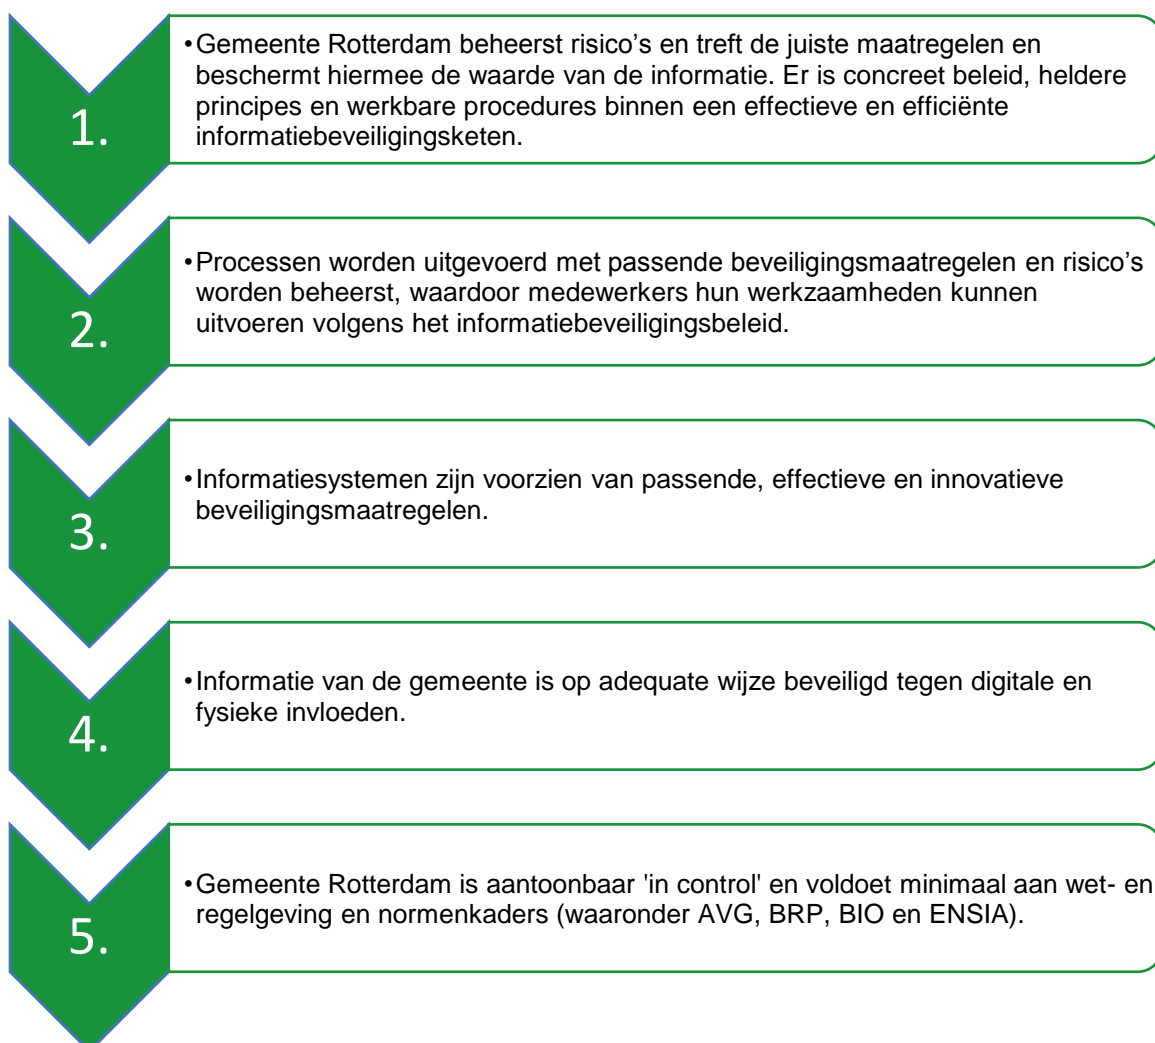 1.
•Gemeente Rotterdam beheerst risico's en treft de juiste maatregelen en
beschermt hiermee de waarde van de informatie. Er is concreet beleid, heldere
principes en werkbare procedures binnen een effectieve en efficiënte
informatiebeveiligingsketen.
2.
•Processen worden uitgevoerd met passende beveiligingsmaatregelen en risico's
worden beheerst, waardoor medewerkers hun werkzaamheden kunnen
uitvoeren volgens het informatiebeveiligingsbeleid.
3.
•Informatiesystemen zijn voorzien van passende, effectieve en innovatieve
beveiligingsmaatregelen.
4.
•Informatie van de gemeente is op adequate wijze beveiligd tegen digitale en
fysieke invloeden.
5.
•Gemeente Rotterdam is aantoonbaar 'in control' en voldoet minimaal aan wet- en
regelgeving en normenkaders (waaronder AVG, BRP, BIO en ENSIA).